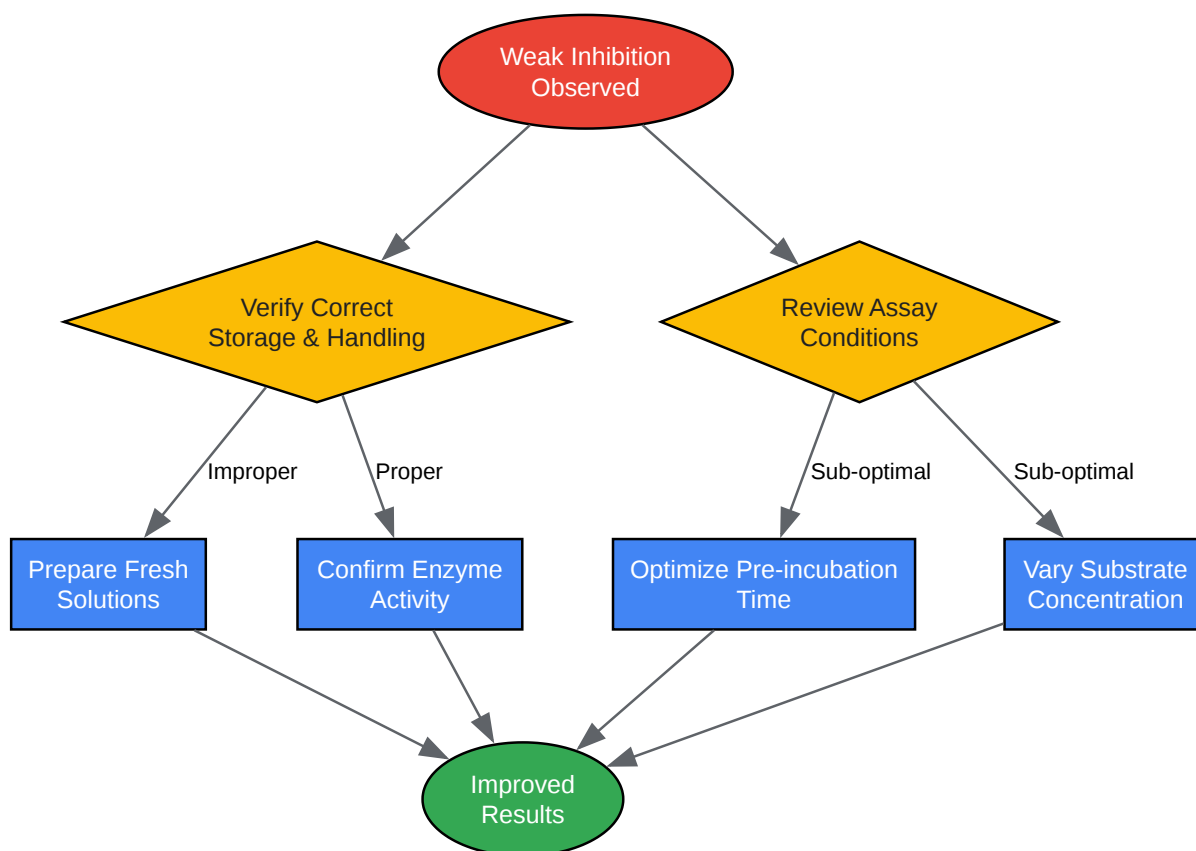 Weak Inhibition
Observed
Verify Correct
Storage & Handling
Review Assay
Conditions
Improper
Proper
Sub-optimal
Sub-optimal
Prepare Fresh
Solutions
Confirm Enzyme
Activity
Optimize Pre-incubation
Time
Vary Substrate
Concentration
Improved
Results